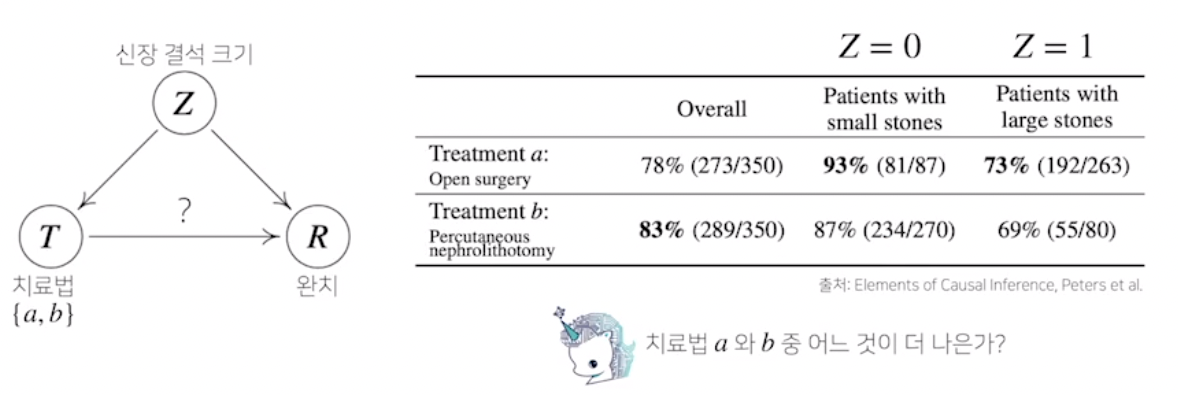 신장 결석 크기
Z
?
T
R
치료법
{a, b}
완치
Z = 0
Z = 1
Overall
Patients with small stones
Patients with large stones
Treatment a:
Open surgery
78% (273/350)
93% (81/87)
73% (192/263)
Treatment b:
Percutaneous
nephrolithotomy
83% (289/350)
87% (234/270)
69% (55/80)
출처: Elements of Causal Inference, Peters et al.
치료법 a 와 b 중 어느 것이 더 나은가?